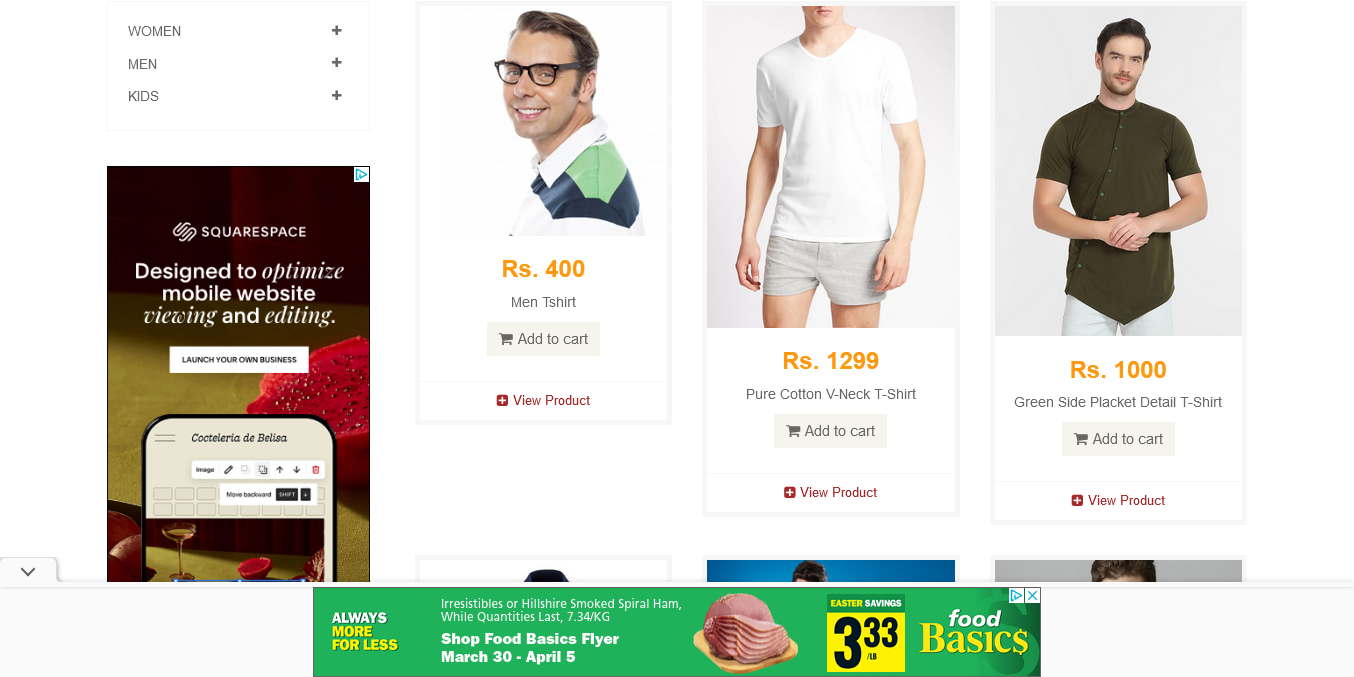 WOMEN
MEN
KIDS
SQUARESPACE
Designed to optimize
mobile website
viewing and editing.
LAUNCH YOUR OWN BUSINESS
Cocteleria de Belisa
Image
Move backward SHIFT
Rs. 400
Men Tshirt
Add to cart
View Product
Rs. 1299
Pure Cotton V-Neck T-Shirt
Add to cart
View Product
Rs. 1000
Green Side Placket Detail T-Shirt
Add to cart
View Product
ALWAYS
MORE
FOR LESS
Irresistibles or Hillshire Smoked Spiral Ham,
While Quantities Last, 7.34/KG
Shop Food Basics Flyer
March 30 - April 5
EASTER SAVINGS
3.33
/LB
food
Basics